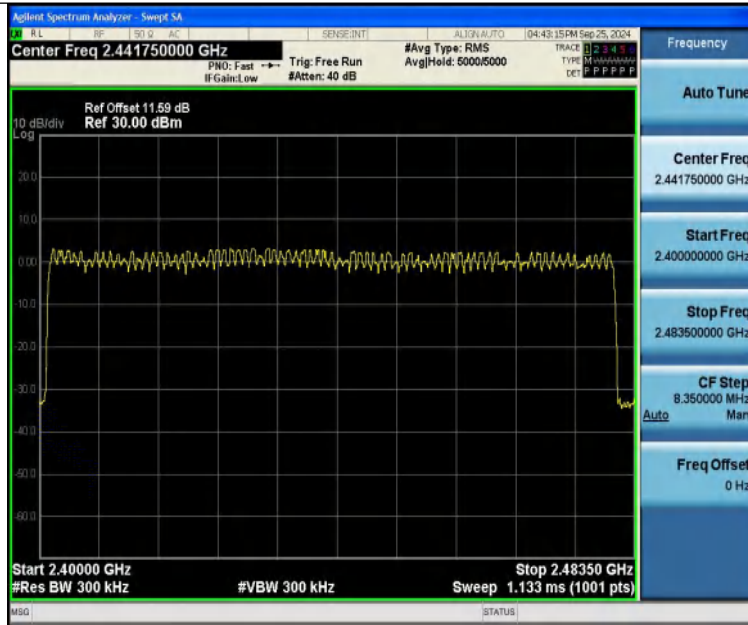 Agilent Spectrum Analyzer - Swept SA
RL RF 50 Ω AC SENSE:INT ALIGN AUTO 04:43:15 PM Sep 25, 2024
Center Freq 2.441750000 GHz #Avg Type: RMS TRACE 1 2 3 4 5 6
PNO: Fast Trig: Free Run Avg|Hold: 5000/5000 TYPE M
IFGain:Low #Atten: 40 dB DET P P P P P P
Ref Offset 11.59 dB
10 dB/div Ref 30.00 dBm
Log
20.0
10.0
0.00
-10.0
-20.0
-30.0
-40.0
-50.0
-60.0
Start 2.40000 GHz Stop 2.48350 GHz
#Res BW 300 kHz #VBW 300 kHz Sweep 1.133 ms (1001 pts)
MSG STATUS
Frequency
Auto Tune
Center Freq
2.441750000 GHz
Start Freq
2.400000000 GHz
Stop Freq
2.483500000 GHz
CF Step
8.350000 MHz
Auto Man
Freq Offset
0 Hz